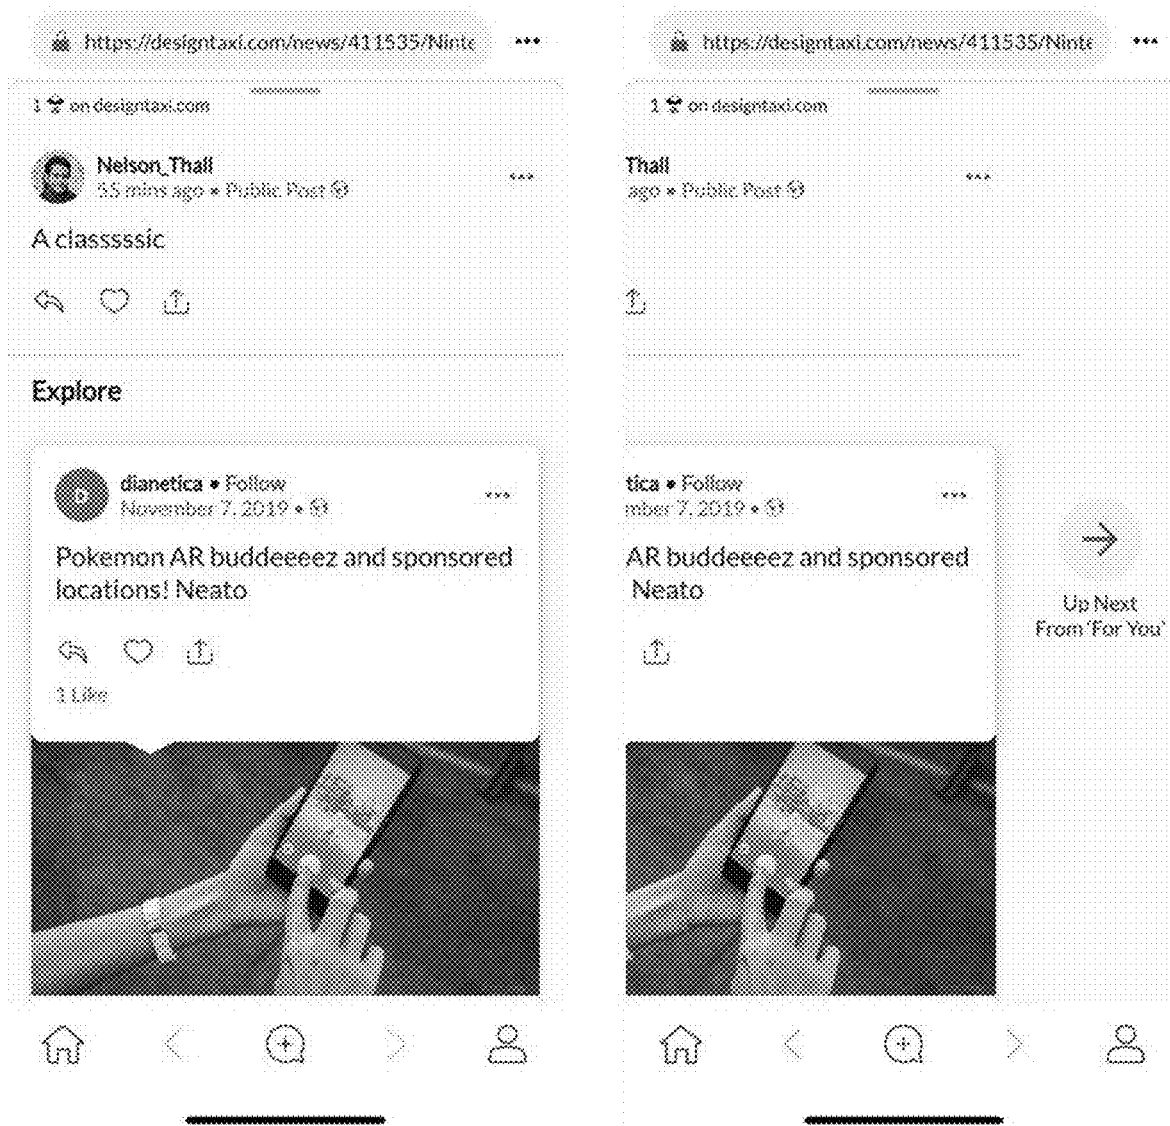 https://designtaxi.com/news/411535/Ninte
1 on designtaxi.com
Nelson_Thall
55 mins ago • Public Post
A classssssic
Explore
dianetica • Follow
November 7, 2019 •
Pokemon AR buddeeeez and sponsored
locations! Neato
1 Like
https://designtaxi.com/news/411535/Ninte
1 on designtaxi.com
Thall
ago • Public Post
tica • Follow
mber 7, 2019 •
AR buddeeeez and sponsored
Neato
Up Next
From 'For You'